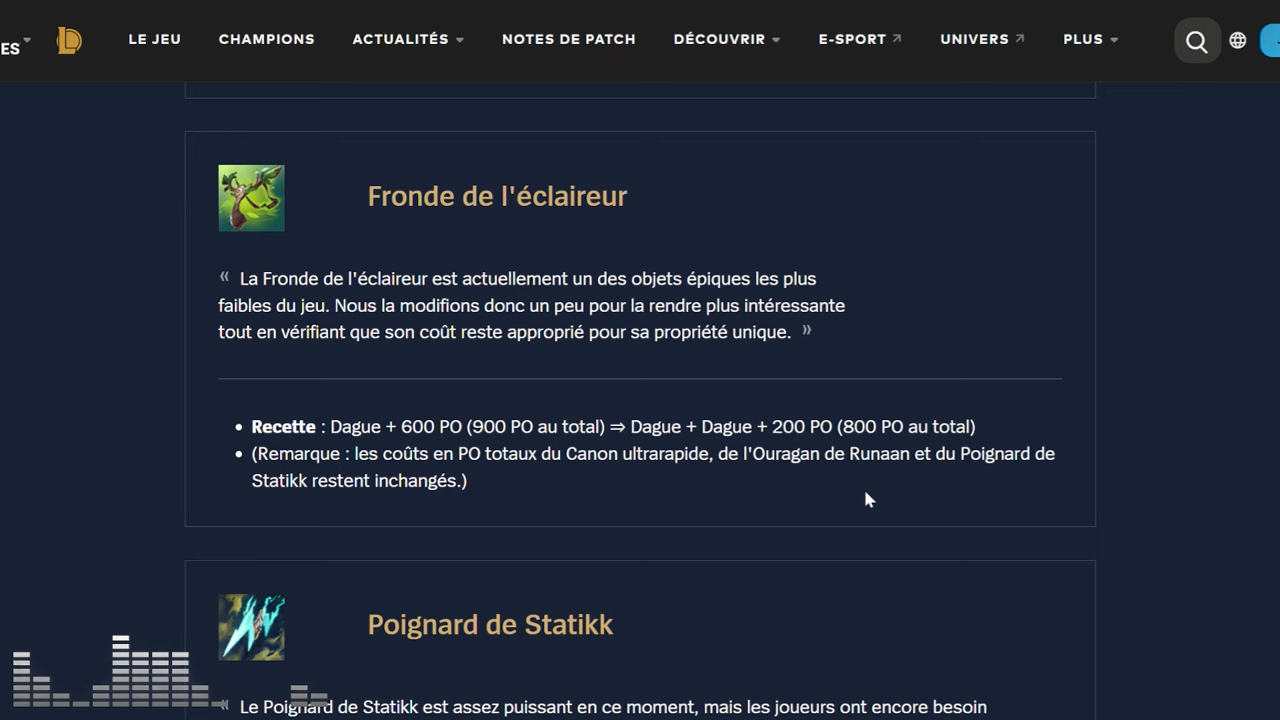 ES
LE JEU CHAMPIONS ACTUALITÉS NOTES DE PATCH DÉCOUVRIR E-SPORT UNIVERS PLUS
Fronde de l'éclaireur
« La Fronde de l'éclaireur est actuellement un des objets épiques les plus
faibles du jeu. Nous la modifions donc un peu pour la rendre plus intéressante
tout en vérifiant que son coût reste approprié pour sa propriété unique. »
• Recette : Dague + 600 PO (900 PO au total) ⇒ Dague + Dague + 200 PO (800 PO au total)
• (Remarque : les coûts en PO totaux du Canon ultrarapide, de l'Ouragan de Runaan et du Poignard de
Statikk restent inchangés.)
Poignard de Statikk
« Le Poignard de Statikk est assez puissant en ce moment, mais les joueurs ont encore besoin